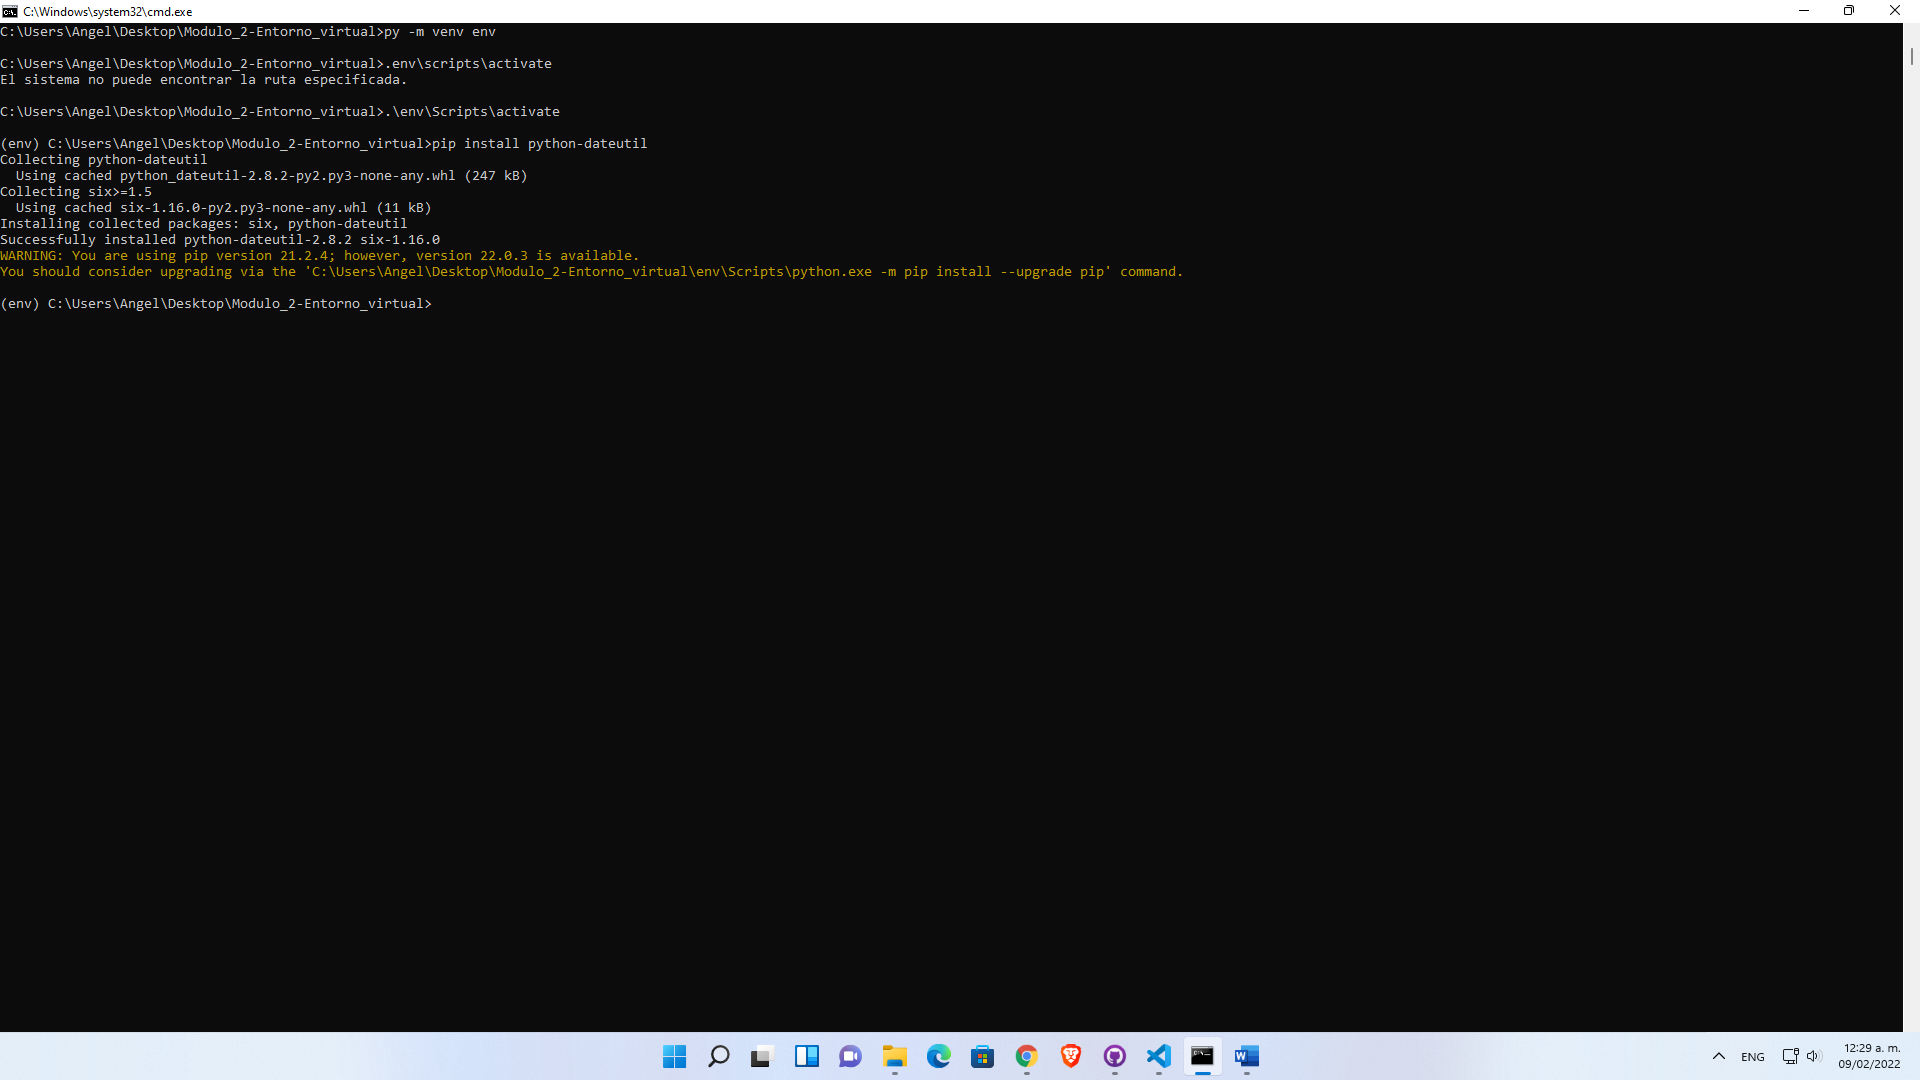 C:\Windows\system32\cmd.exe
C:\Users\Angel\Desktop\Modulo_2-Entorno_virtual>py -m venv env
C:\Users\Angel\Desktop\Modulo_2-Entorno_virtual>.env\scripts\activate
El sistema no puede encontrar la ruta especificada.
C:\Users\Angel\Desktop\Modulo_2-Entorno_virtual>.\env\Scripts\activate
(env) C:\Users\Angel\Desktop\Modulo_2-Entorno_virtual>pip install python-dateutil
Collecting python-dateutil
  Using cached python_dateutil-2.8.2-py2.py3-none-any.whl (247 kB)
Collecting six>=1.5
  Using cached six-1.16.0-py2.py3-none-any.whl (11 kB)
Installing collected packages: six, python-dateutil
Successfully installed python-dateutil-2.8.2 six-1.16.0
WARNING: You are using pip version 21.2.4; however, version 22.0.3 is available.
You should consider upgrading via the 'C:\Users\Angel\Desktop\Modulo_2-Entorno_virtual\env\Scripts\python.exe -m pip install --upgrade pip' command.
(env) C:\Users\Angel\Desktop\Modulo_2-Entorno_virtual>
ENG
12:29 a. m.
09/02/2022